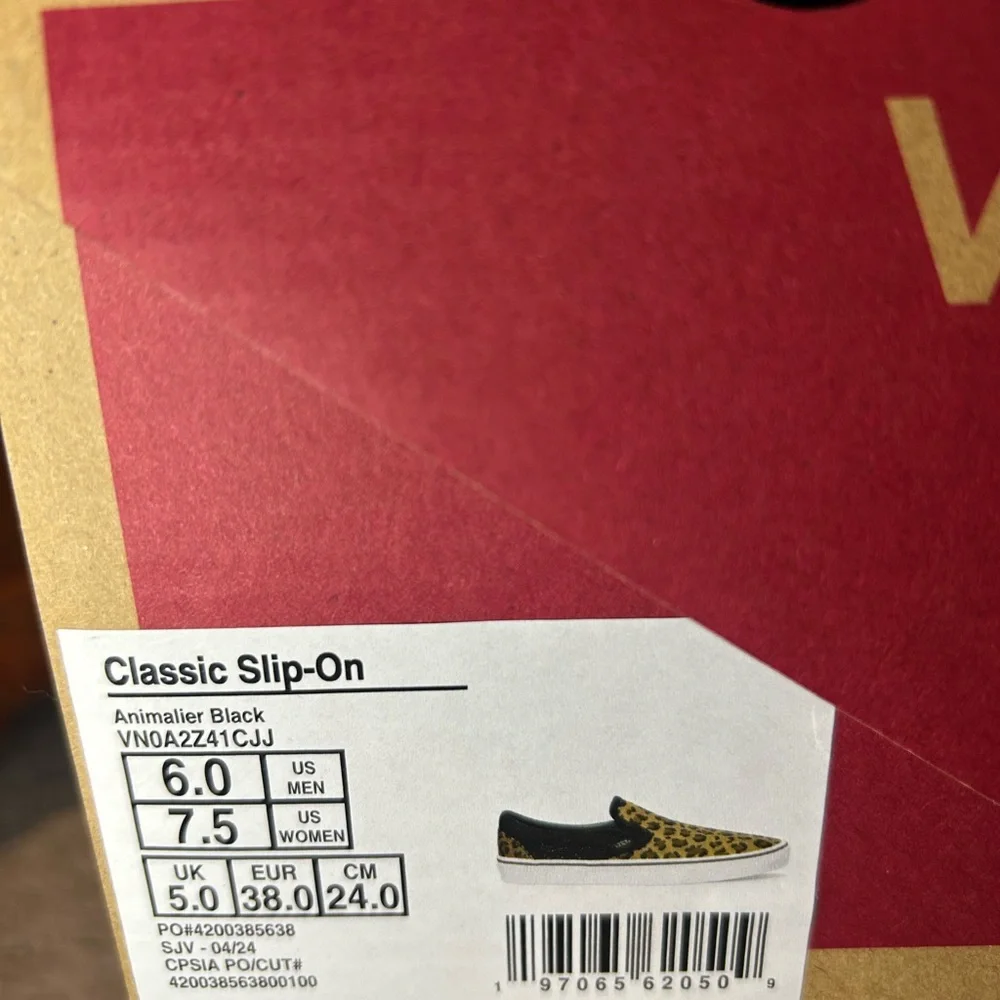 V
Classic Slip-On
Animalier Black
VN0A2Z41CJJ
6.0 US MEN
7.5 US WOMEN
UK EUR CM
5.0 38.0 24.0
PO#4200385638
SJV - 04/24
CPSIA PO/CUT#
420038563800100
1 97065 62050 9